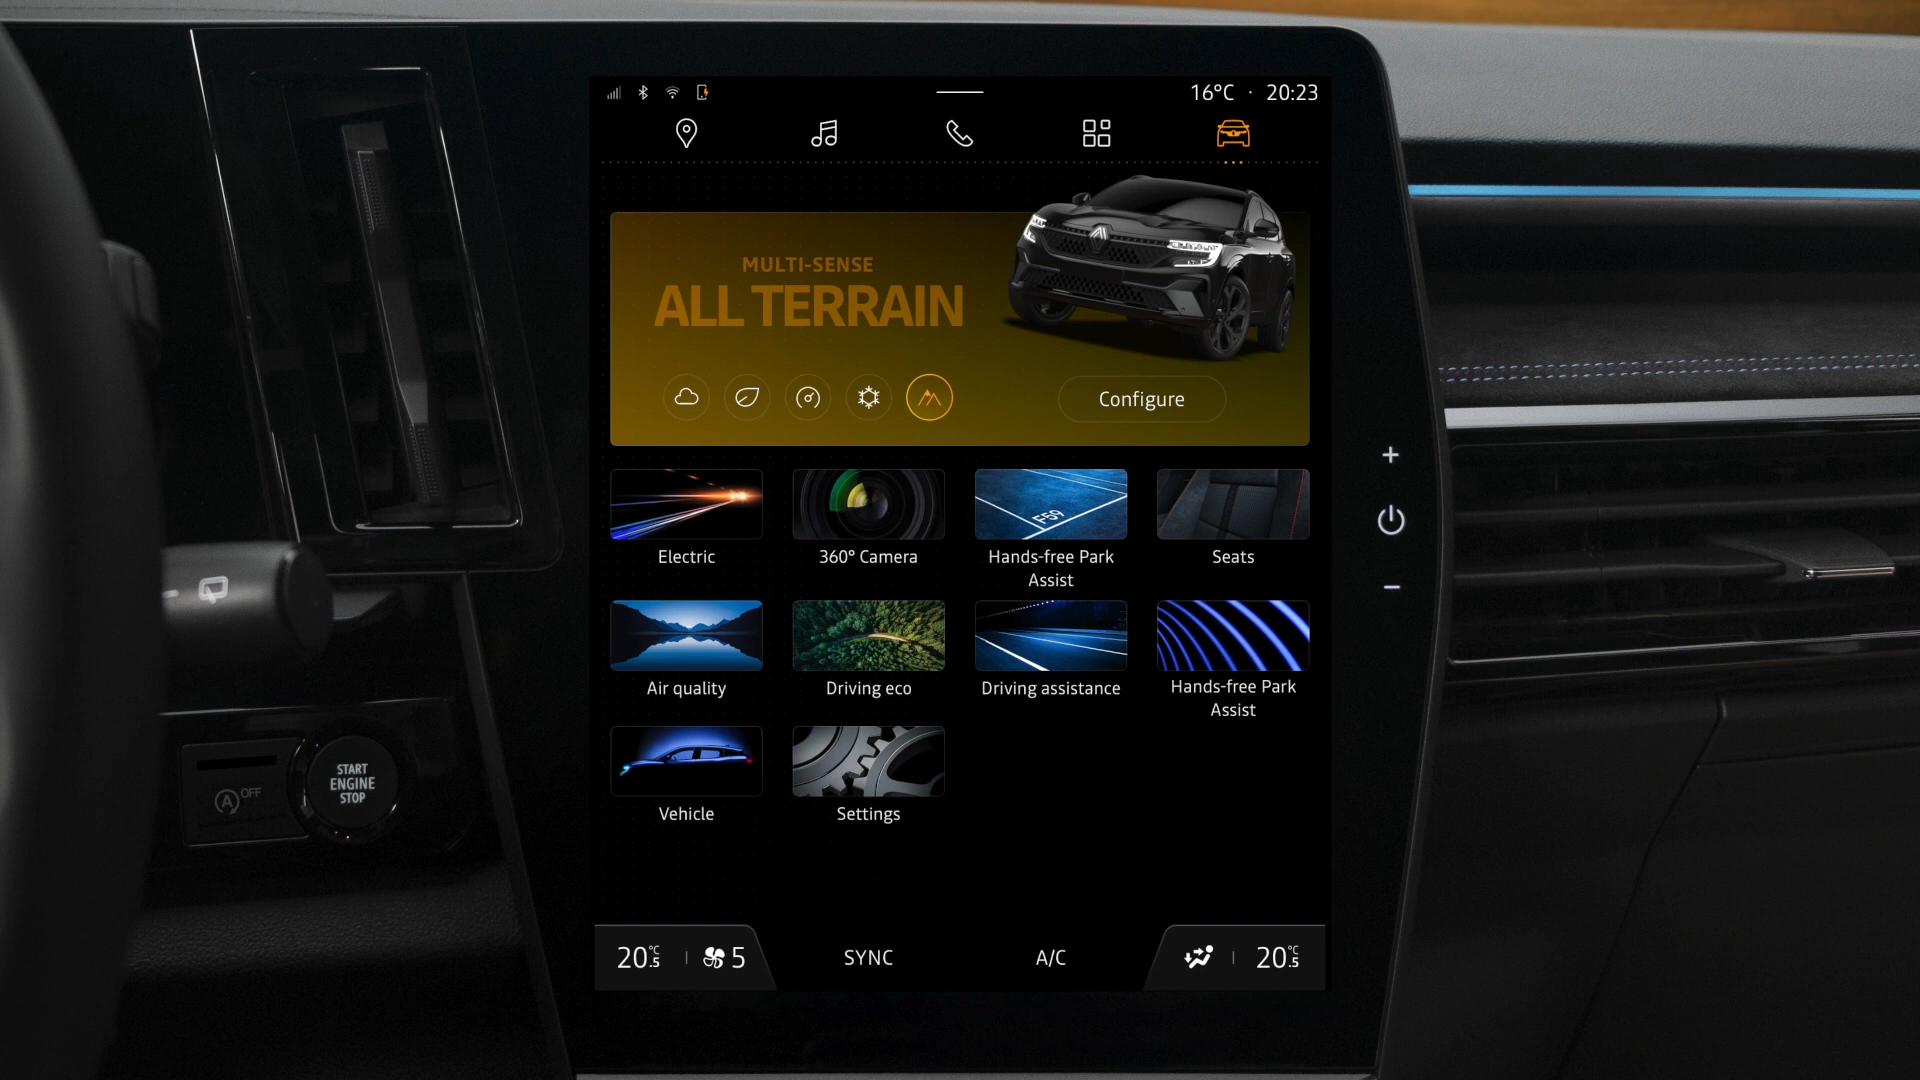 16°C · 20:23
MULTI-SENSE
ALL TERRAIN
Configure
F59
Electric
360° Camera
Hands-free Park
Assist
Seats
Air quality
Driving eco
Driving assistance
Hands-free Park
Assist
Vehicle
Settings
20.5 °C
5
SYNC
A/C
20.5 °C
A OFF
START
ENGINE
STOP